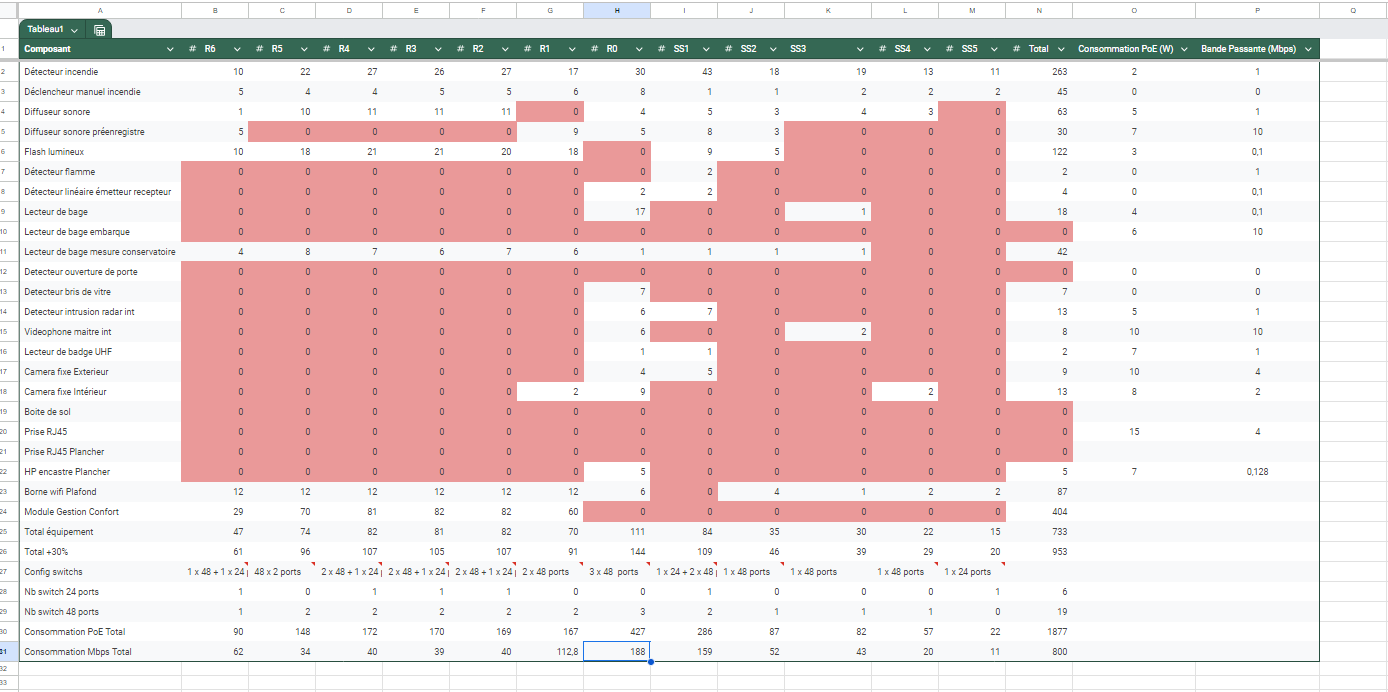 A B C D E F G H I J K L M N O P Q
Tableau1
1 Composant # R6 # R5 # R4 # R3 # R2 # R1 # R0 # SS1 # SS2 SS3 # SS4 # SS5 # Total Consommation PoE (W) Bande Passante (Mbps)
2 Détecteur incendie 10 22 27 26 27 17 30 43 18 19 13 11 263 2 1
3 Déclencheur manuel incendie 5 4 4 5 5 6 8 1 1 2 2 2 45 0 0
4 Diffuseur sonore 1 10 11 11 11 0 4 5 3 4 3 0 63 5 1
5 Diffuseur sonore préenregistre 5 0 0 0 0 9 5 8 3 0 0 0 30 7 10
6 Flash lumineux 10 18 21 21 20 18 0 9 5 0 0 0 122 3 0,1
7 Détecteur flamme 0 0 0 0 0 0 0 2 0 0 0 0 2 0 1
8 Détecteur linéaire émetteur recepteur 0 0 0 0 0 0 2 2 0 0 0 0 4 0 0,1
9 Lecteur de bage 0 0 0 0 0 0 17 0 0 1 0 0 18 4 0,1
10 Lecteur de bage embarque 0 0 0 0 0 0 0 0 0 0 0 0 0 6 10
11 Lecteur de bage mesure conservatoire 4 8 7 6 7 6 1 1 1 1 0 0 42
12 Detecteur ouverture de porte 0 0 0 0 0 0 0 0 0 0 0 0 0 0 0
13 Detecteur bris de vitre 0 0 0 0 0 0 7 0 0 0 0 0 7 0 0
14 Detecteur intrusion radar int 0 0 0 0 0 0 6 7 0 0 0 0 13 5 1
15 Videophone maitre int 0 0 0 0 0 0 6 0 0 2 0 0 8 10 10
16 Lecteur de badge UHF 0 0 0 0 0 0 1 1 0 0 0 0 2 7 1
17 Camera fixe Exterieur 0 0 0 0 0 0 4 5 0 0 0 0 9 10 4
18 Camera fixe Intérieur 0 0 0 0 0 2 9 0 0 0 2 0 13 8 2
19 Boite de sol 0 0 0 0 0 0 0 0 0 0 0 0 0
20 Prise RJ45 0 0 0 0 0 0 0 0 0 0 0 0 0 15 4
21 Prise RJ45 Plancher 0 0 0 0 0 0 0 0 0 0 0 0 0
22 HP encastre Plancher 0 0 0 0 0 0 5 0 0 0 0 0 5 7 0,128
23 Borne wifi Plafond 12 12 12 12 12 12 6 0 4 1 2 2 87
24 Module Gestion Confort 29 70 81 82 82 60 0 0 0 0 0 0 404
25 Total équipement 47 74 82 81 82 70 111 84 35 30 22 15 733
26 Total +30% 61 96 107 105 107 91 144 109 46 39 29 20 953
27 Config switchs 1 x 48 + 1 x 24 48 x 2 ports 2 x 48 + 1 x 24 2 x 48 + 1 x 24 2 x 48 + 1 x 24 2 x 48 ports 3 x 48 ports 1 x 24 + 2 x 48 1 x 48 ports 1 x 48 ports 1 x 48 ports 1 x 24 ports
28 Nb switch 24 ports 1 0 1 1 1 0 0 1 0 0 0 1 6
29 Nb switch 48 ports 1 2 2 2 2 2 3 2 1 1 1 0 19
30 Consommation PoE Total 90 148 172 170 169 167 427 286 87 82 57 22 1877
31 Consommation Mbps Total 62 34 40 39 40 112,8 188 159 52 43 20 11 800
32
33